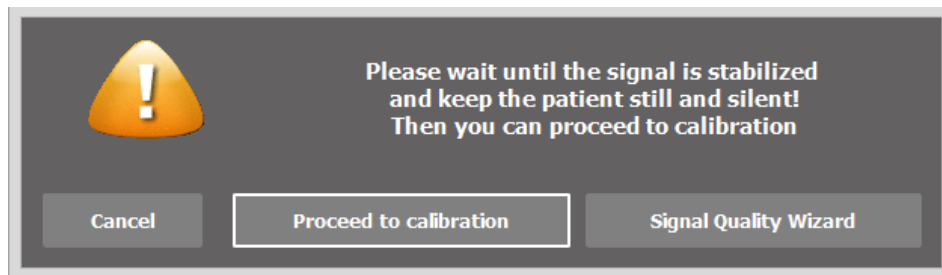 Please wait until the signal is stabilized
and keep the patient still and silent!
Then you can proceed to calibration
Cancel
Proceed to calibration
Signal Quality Wizard